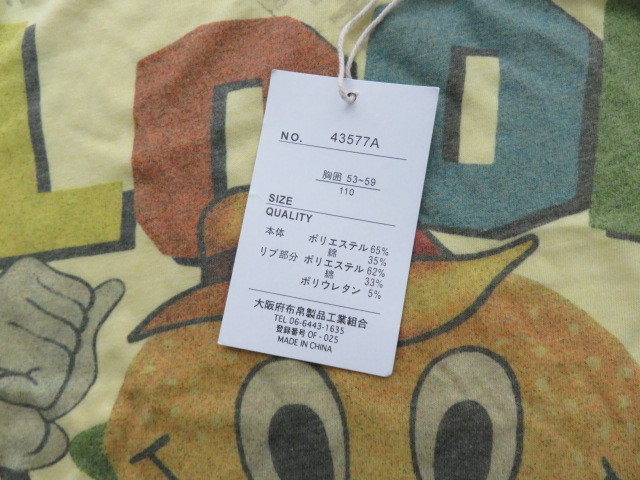 LOOL
NO. 43577A
胸囲 53~59
110
SIZE
QUALITY
本体 ポリエステル 65%
綿 35%
リブ部分 ポリエステル 62%
綿 33%
ポリウレタン 5%
大阪府布帛製品工業組合
TEL 06-6443-1635
登録番号 OF - 025
MADE IN CHINA